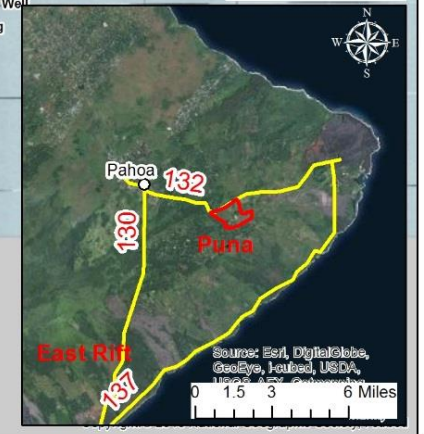 Well
g
N
W E
S
Pahoa
132
130
Puna
East Rift
137
Source: Esri, DigitalGlobe,
GeoEye, i-cubed, USDA,
0 1.5 3 6 Miles